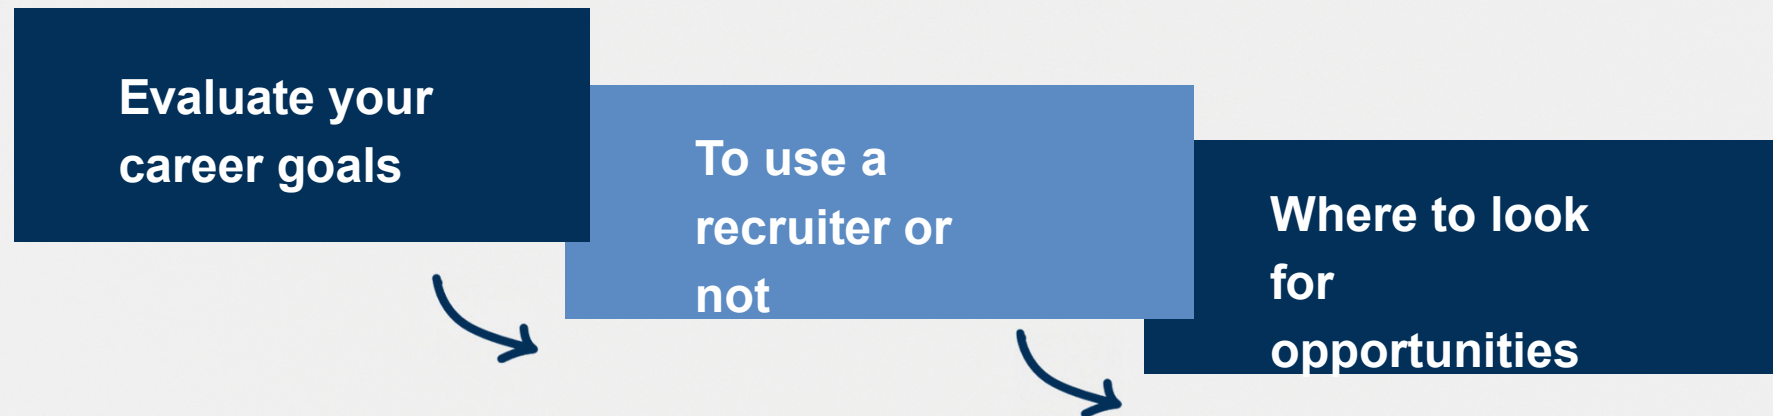 Evaluate your
career goals
To use a
recruiter or
not
Where to look
for
opportunities